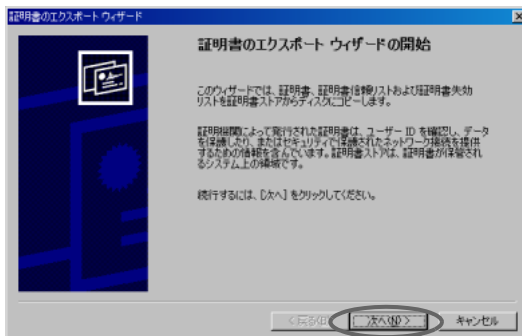 証明書のエクスポート ウィザード
証明書のエクスポート ウィザードの開始
このウィザードでは、証明書、証明書信頼リストおよび証明書失効
リストを証明書ストアからディスクにコピーします。
証明機関によって発行された証明書は、ユーザー ID を確認し、データ
を保護したり、またはセキュリティで保護されたネットワーク接続を提供
するための情報を含んでいます。証明書ストアは、証明書が保管され
るシステム上の領域です。
続行するには、[次へ] をクリックしてください。
< 戻る(B) 次へ(N) > キャンセル